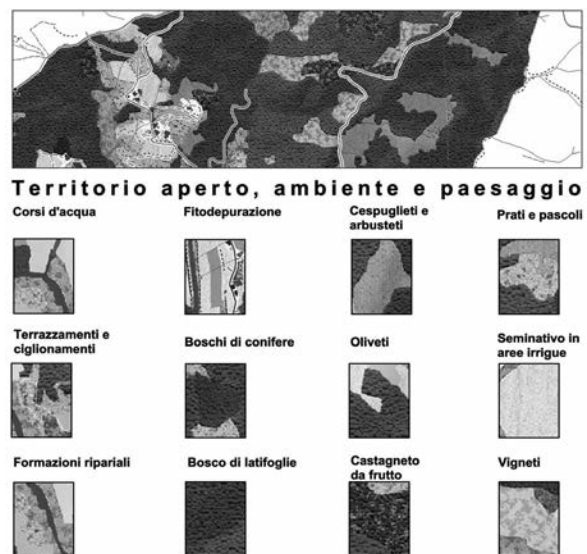 Territorio aperto, ambiente e paesaggio
Corsi d'acqua
Fitodepurazione
Cespuglieti e
arbusteti
Prati e pascoli
Terrazzamenti e
ciglionamenti
Boschi di conifere
Oliveti
Seminativo in
aree irrigue
Formazioni ripariali
Bosco di latifoglie
Castagneto
da frutto
Vigneti